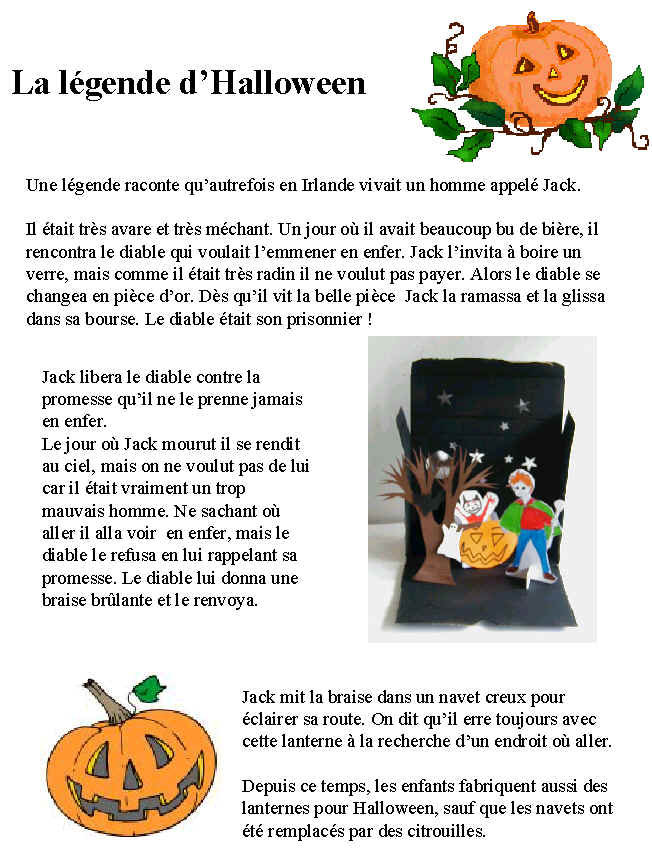 La légende d’Halloween
Une légende raconte qu’autrefois en Irlande vivait un homme appelé Jack.
Il était très avare et très méchant. Un jour où il avait beaucoup bu de bière, il
rencontra le diable qui voulait l’emmener en enfer. Jack l’invita à boire un
verre, mais comme il était très radin il ne voulut pas payer. Alors le diable se
changea en pièce d’or. Dès qu’il vit la belle pièce  Jack la ramassa et la glissa
dans sa bourse. Le diable était son prisonnier !
Jack libera le diable contre la
promesse qu’il ne le prenne jamais
en enfer.
Le jour où Jack mourut il se rendit
au ciel, mais on ne voulut pas de lui
car il était vraiment un trop
mauvais homme. Ne sachant où
aller il alla voir  en enfer, mais le
diable le refusa en lui rappelant sa
promesse. Le diable lui donna une
braise brûlante et le renvoya.
Jack mit la braise dans un navet creux pour
éclairer sa route. On dit qu’il erre toujours avec
cette lanterne à la recherche d’un endroit où aller.
Depuis ce temps, les enfants fabriquent aussi des
lanternes pour Halloween, sauf que les navets ont
été remplacés par des citrouilles.